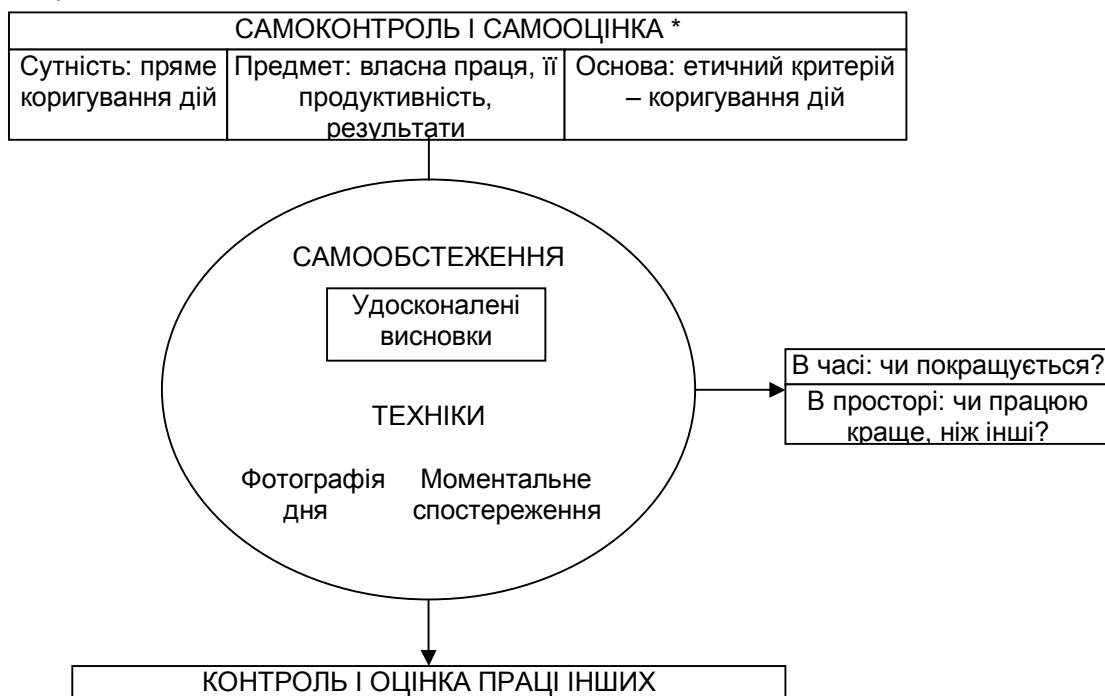 САМОКОНТРОЛЬ І САМООЦІНКА *
Сутність: пряме
коригування дій
Предмет: власна праця, її
продуктивність,
результати
Основа: етичний критерій
– коригування дій
САМООБСТЕЖЕННЯ
Удосконалені
висновки
ТЕХНІКИ
Фотографія
дня
Моментальне
спостереження
В часі: чи покращується?
В просторі: чи працюю
краще, ніж інші?
КОНТРОЛЬ І ОЦІНКА ПРАЦІ ІНШИХ